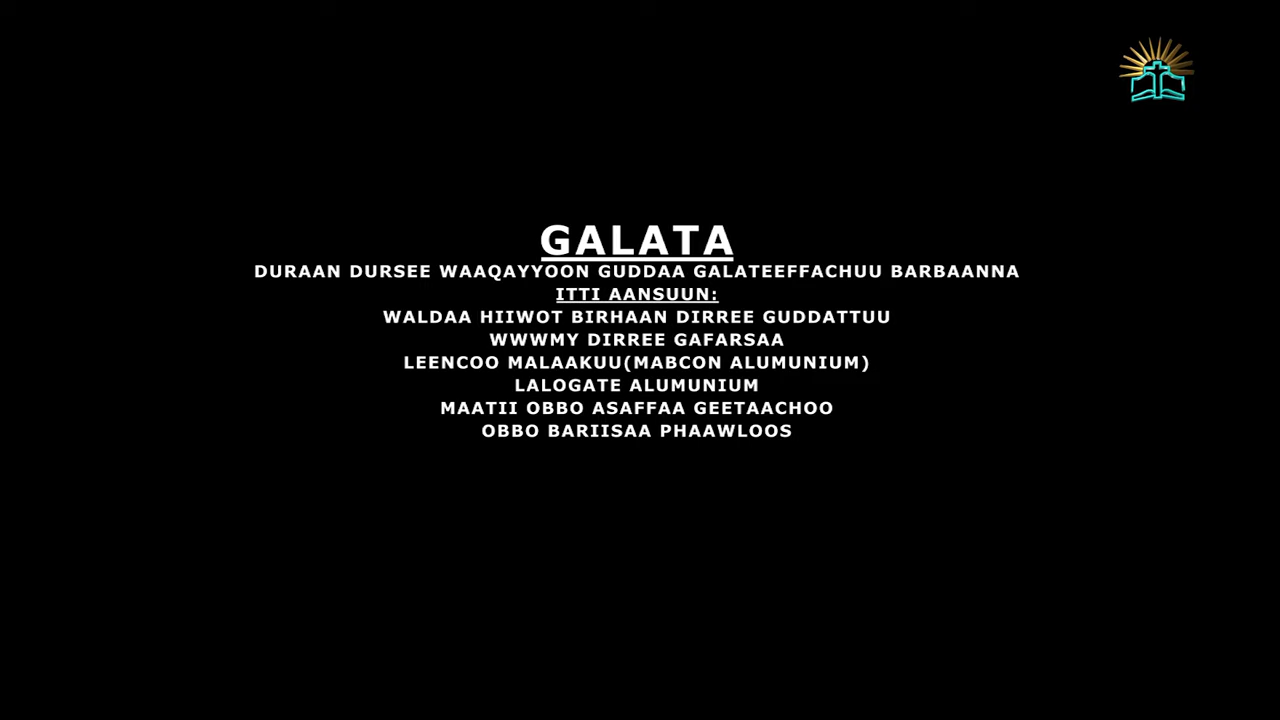 GALATA
DURAAN DURSEE WAAQAYYOON GUDDAA GALATEEFFACHUU BARBAANNA
ITTI AANSUUN:
WALDAA HIIWOT BIRHAAN DIRREE GUDDATTUU
WWWMY DIRREE GAFARSAA
LEENCOO MALAAKUU(MABCON ALUMUNIUM)
LALOGATE ALUMUNIUM
MAATII OBBO ASAFFAA GEETAACHOO
OBBO BARIISAA PHAAWLOOS